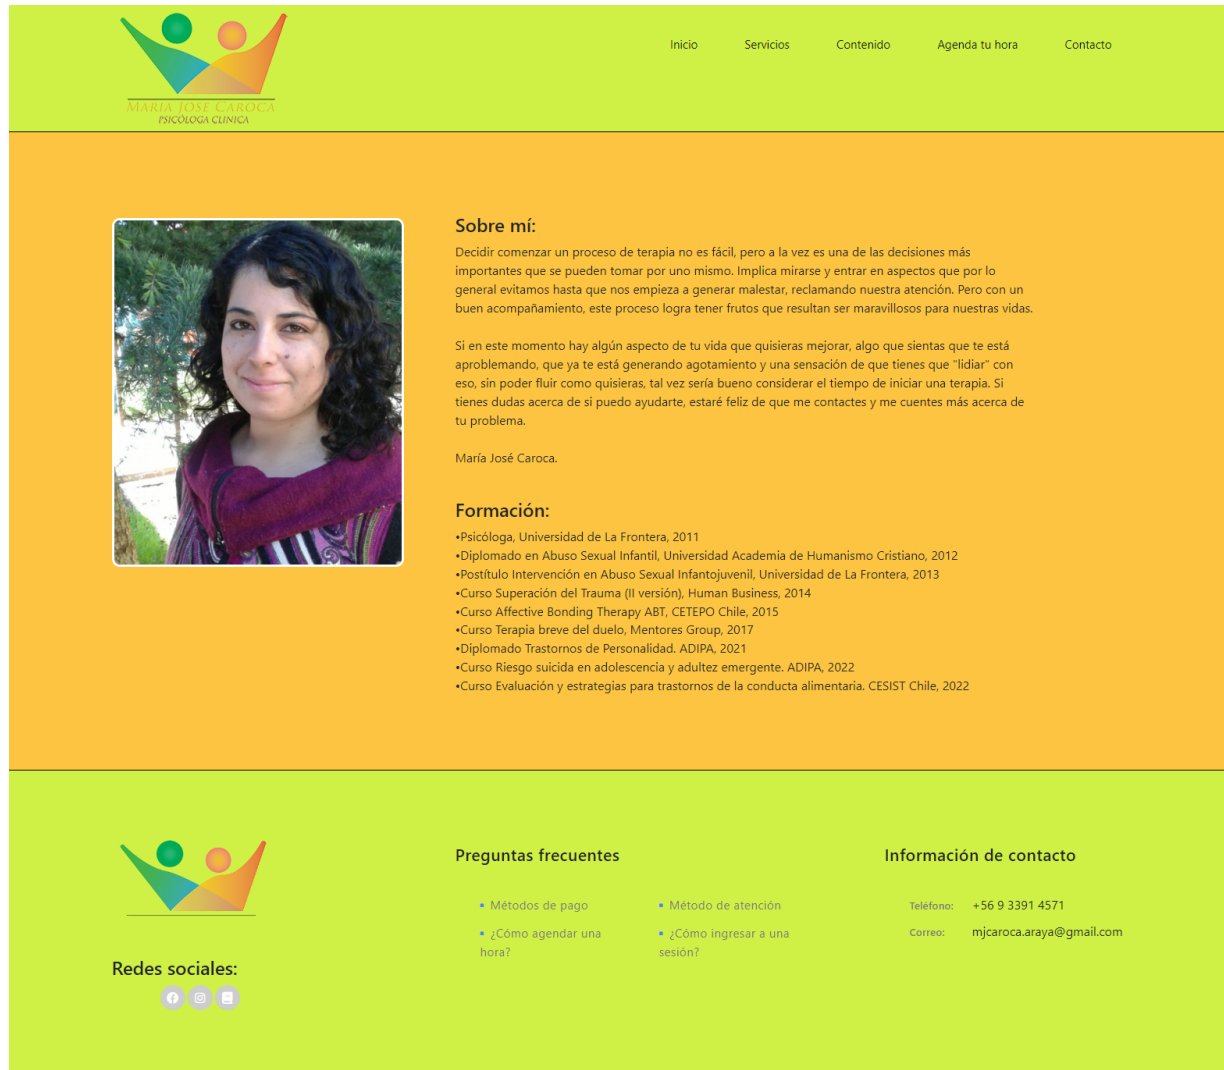 MARIA JOSE CAROCA
PSICÓLOGA CLINICA
Inicio
Servicios
Contenido
Agenda tu hora
Contacto
Sobre mí:
Decidir comenzar un proceso de terapia no es fácil, pero a la vez es una de las decisiones más
importantes que se pueden tomar por uno mismo. Implica mirarse y entrar en aspectos que por lo
general evitamos hasta que nos empieza a generar malestar, reclamando nuestra atención. Pero con un
buen acompañamiento, este proceso logra tener frutos que resultan ser maravillosos para nuestras vidas.
Si en este momento hay algún aspecto de tu vida que quisieras mejorar, algo que sientas que te está
aproblemando, que ya te está generando agotamiento y una sensación de que tienes que "lidiar" con
eso, sin poder fluir como quisieras, tal vez sería bueno considerar el tiempo de iniciar una terapia. Si
tienes dudas acerca de si puedo ayudarte, estaré feliz de que me contactes y me cuentes más acerca de
tu problema.
María José Caroca.
Formación:
•Psicóloga, Universidad de La Frontera, 2011
•Diplomado en Abuso Sexual Infantil, Universidad Academia de Humanismo Cristiano, 2012
•Postítulo Intervención en Abuso Sexual Infantojuvenil, Universidad de La Frontera, 2013
•Curso Superación del Trauma (II versión), Human Business, 2014
•Curso Affective Bonding Therapy ABT, CETEPO Chile, 2015
•Curso Terapia breve del duelo, Mentores Group, 2017
•Diplomado Trastornos de Personalidad. ADIPA, 2021
•Curso Riesgo suicida en adolescencia y adultez emergente. ADIPA, 2022
•Curso Evaluación y estrategias para trastornos de la conducta alimentaria. CESIST Chile, 2022
Redes sociales:
Preguntas frecuentes
▪ Métodos de pago
▪ ¿Cómo agendar una
hora?
▪ Método de atención
▪ ¿Cómo ingresar a una
sesión?
Información de contacto
Teléfono: +56 9 3391 4571
Correo: mjcaroca.araya@gmail.com